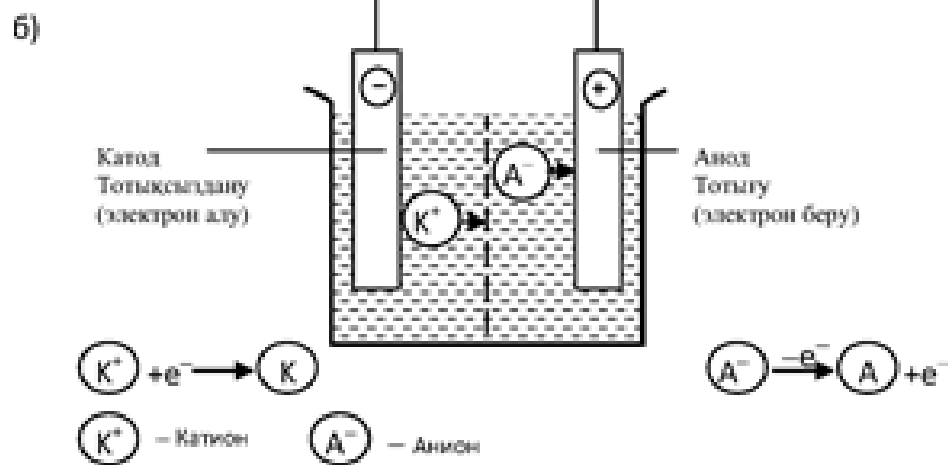 б)
−
+
Катод
Тотықсыздану
(электрон алу)
Анод
Тотығу
(электрон беру)
A⁻
K⁺
K⁺ +e⁻ K
A⁻ −e⁻ A +e⁻
K⁺ – Катион
A⁻ – Анион